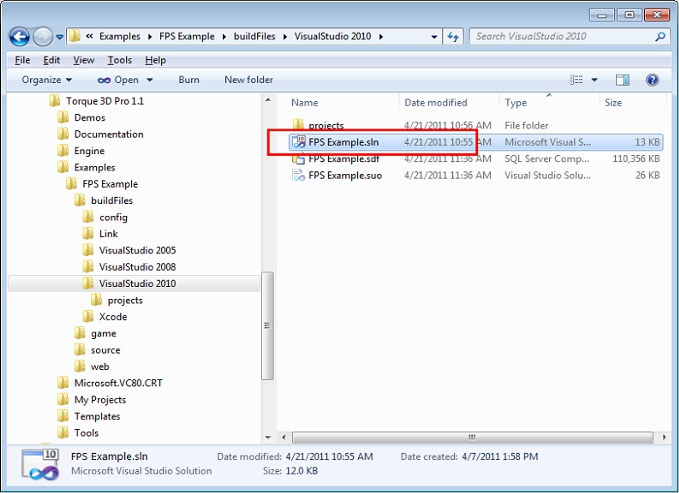 « Examples ▸ FPS Example ▸ buildFiles ▸ VisualStudio 2010 ▸
Search VisualStudio 2010
File Edit View Tools Help
Organize Open Burn New folder
Torque 3D Pro 1.1
Demos
Documentation
Engine
Examples
FPS Example
buildFiles
config
Link
VisualStudio 2005
VisualStudio 2008
VisualStudio 2010
projects
Xcode
game
source
web
Microsoft.VC80.CRT
My Projects
Templates
Tools
Name Date modified Type Size
projects 4/21/2011 10:56 AM File folder
10 FPS Example.sln 4/21/2011 10:55 AM Microsoft Visual S... 13 KB
FPS Example.sdf 4/21/2011 11:36 AM SQL Server Comp... 110,356 KB
FPS Example.suo 4/21/2011 11:36 AM Visual Studio Solu... 26 KB
10
FPS Example.sln Date modified: 4/21/2011 10:55 AM Date created: 4/7/2011 1:58 PM
Microsoft Visual Studio Solution Size: 12.0 KB